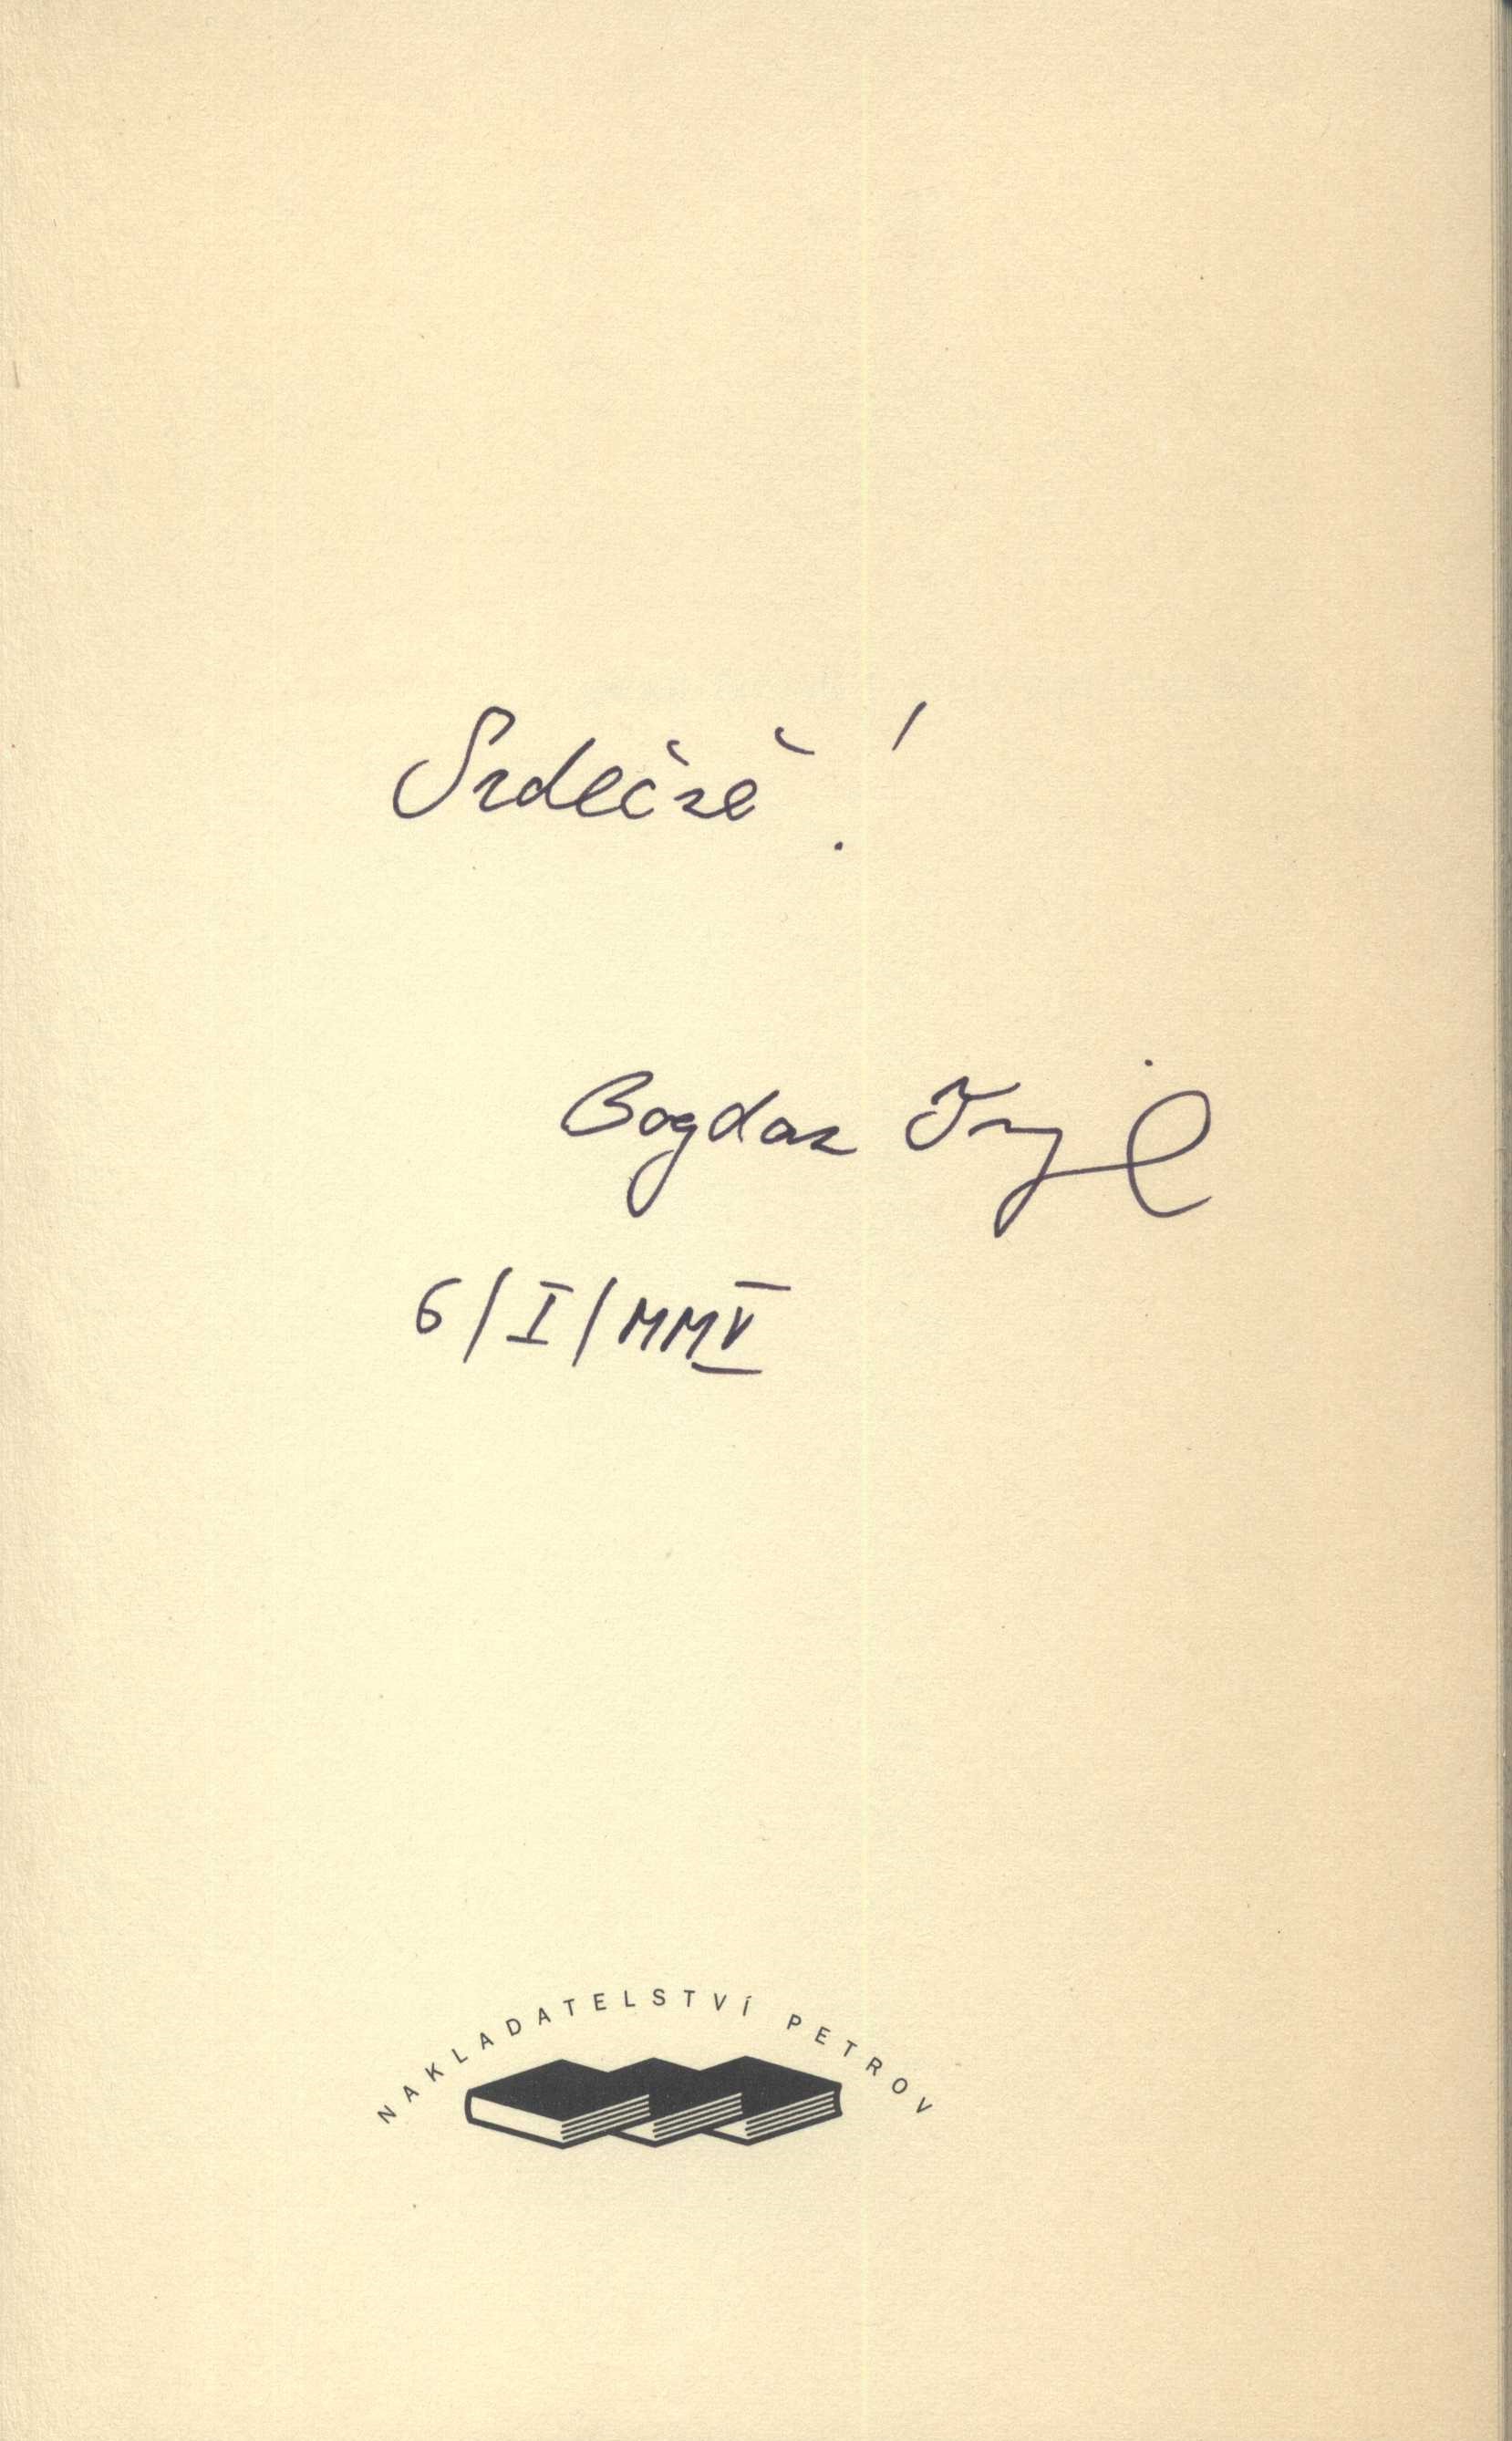 Srdečně!
Bogdan
6/I/MMV
NAKLADATELSTVÍ PETROV